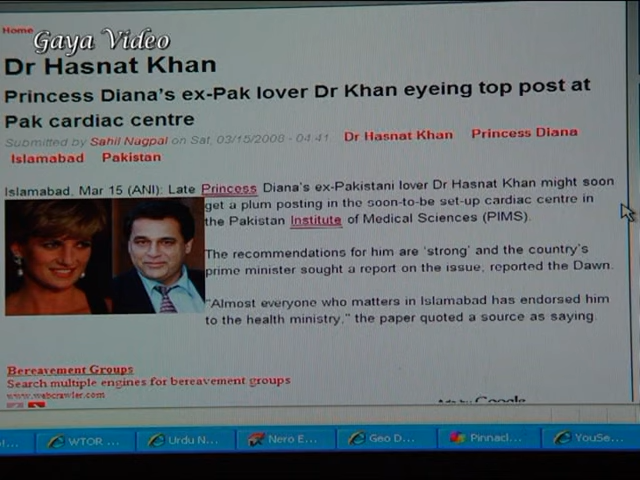 Home
Gaya Video
Dr Hasnat Khan
Princess Diana's ex-Pak lover Dr Khan eyeing top post at
Pak cardiac centre
Submitted by Sahil Nagpal on Sat, 03/15/2008 - 04:41. Dr Hasnat Khan Princess Diana
Islamabad Pakistan
Islamabad, Mar 15 (ANI): Late Princess Diana's ex-Pakistani lover Dr Hasnat Khan might soon
get a plum posting in the soon-to-be set-up cardiac centre in
the Pakistan Institute of Medical Sciences (PIMS).
The recommendations for him are 'strong' and the country's
prime minister sought a report on the issue, reported the Dawn.
"Almost everyone who matters in Islamabad has endorsed him
to the health ministry," the paper quoted a source as saying.
Bereavement Groups
Search multiple engines for bereavement groups
www.webcrawler.com
Google
WTOR ... Urdu N... Nero E... Geo D... Pinnacl... YouSe...